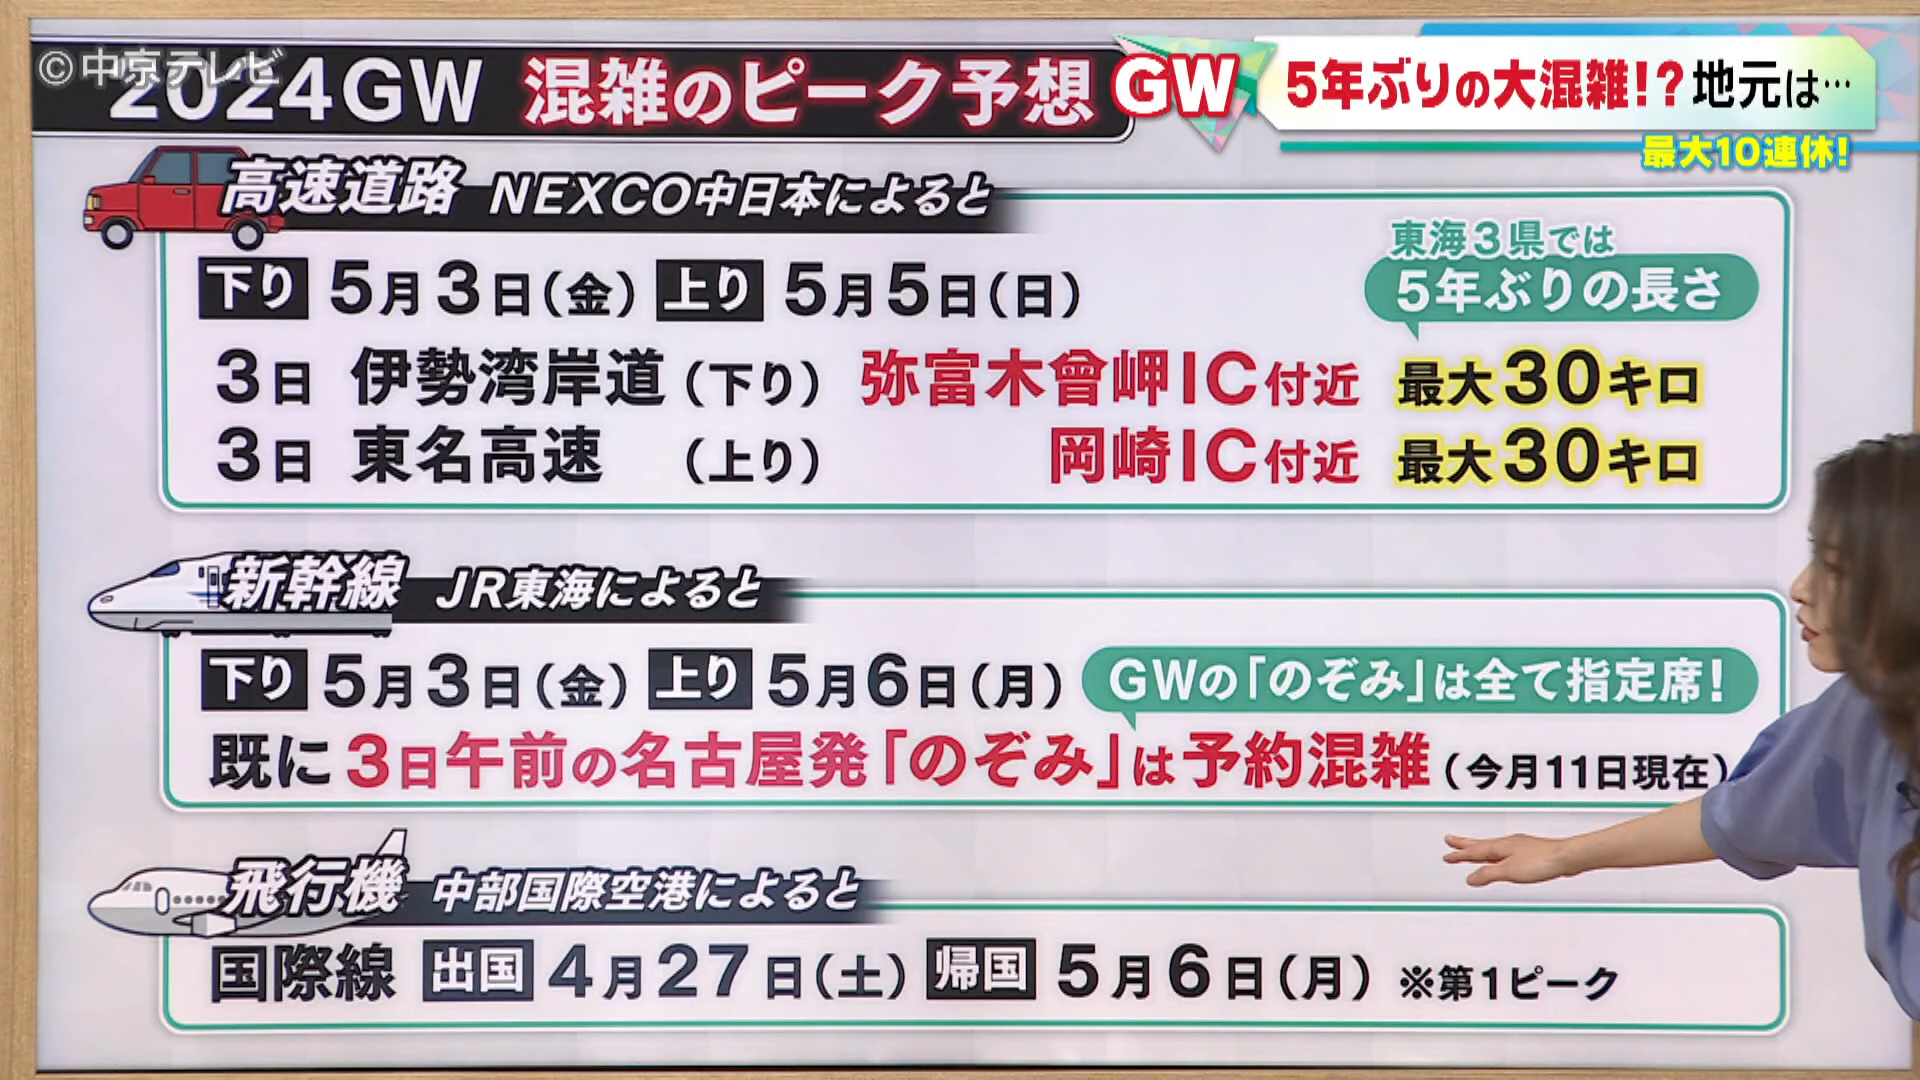 ©中京テレビ
2024GW 混雑のピーク予想
GW
5年ぶりの大混雑!?地元は…
最大10連休!
高速道路 NEXCO中日本によると
東海3県では
5年ぶりの長さ
下り 5月3日(金) 上り 5月5日(日)
3日 伊勢湾岸道(下り) 弥富木曽岬IC付近 最大30キロ
3日 東名高速 (上り) 岡崎IC付近 最大30キロ
新幹線 JR東海によると
下り 5月3日(金) 上り 5月6日(月)
GWの「のぞみ」は全て指定席!
既に3日午前の名古屋発「のぞみ」は予約混雑(今月11日現在)
飛行機 中部国際空港によると
国際線 出国 4月27日(土) 帰国 5月6日(月) ※第1ピーク